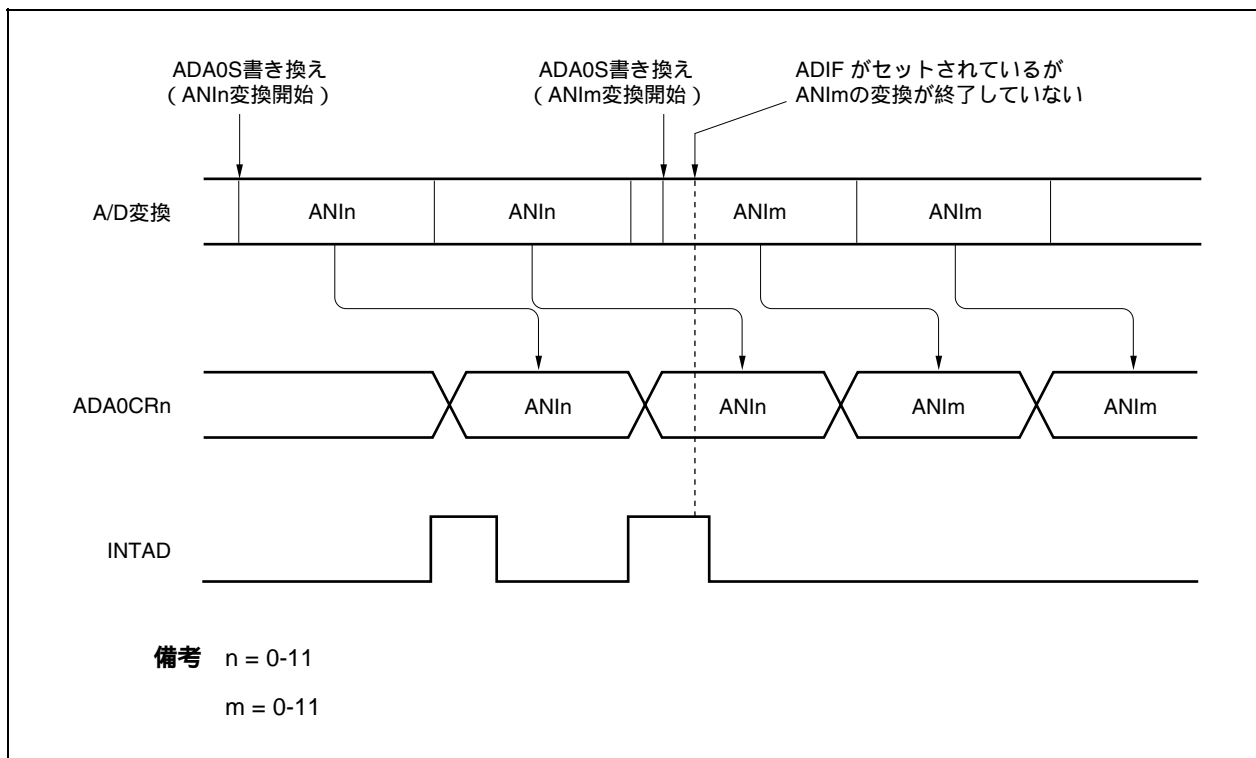 ADA0S書き換え
（ANIn変換開始）
ADA0S書き換え
（ANIm変換開始）
ADIF がセットされているが
ANImの変換が終了していない
A/D変換
ANIn
ANIn
ANIm
ANIm
ADA0CRn
ANIn
ANIn
ANIm
ANIm
INTAD
備考 n = 0-11
m = 0-11